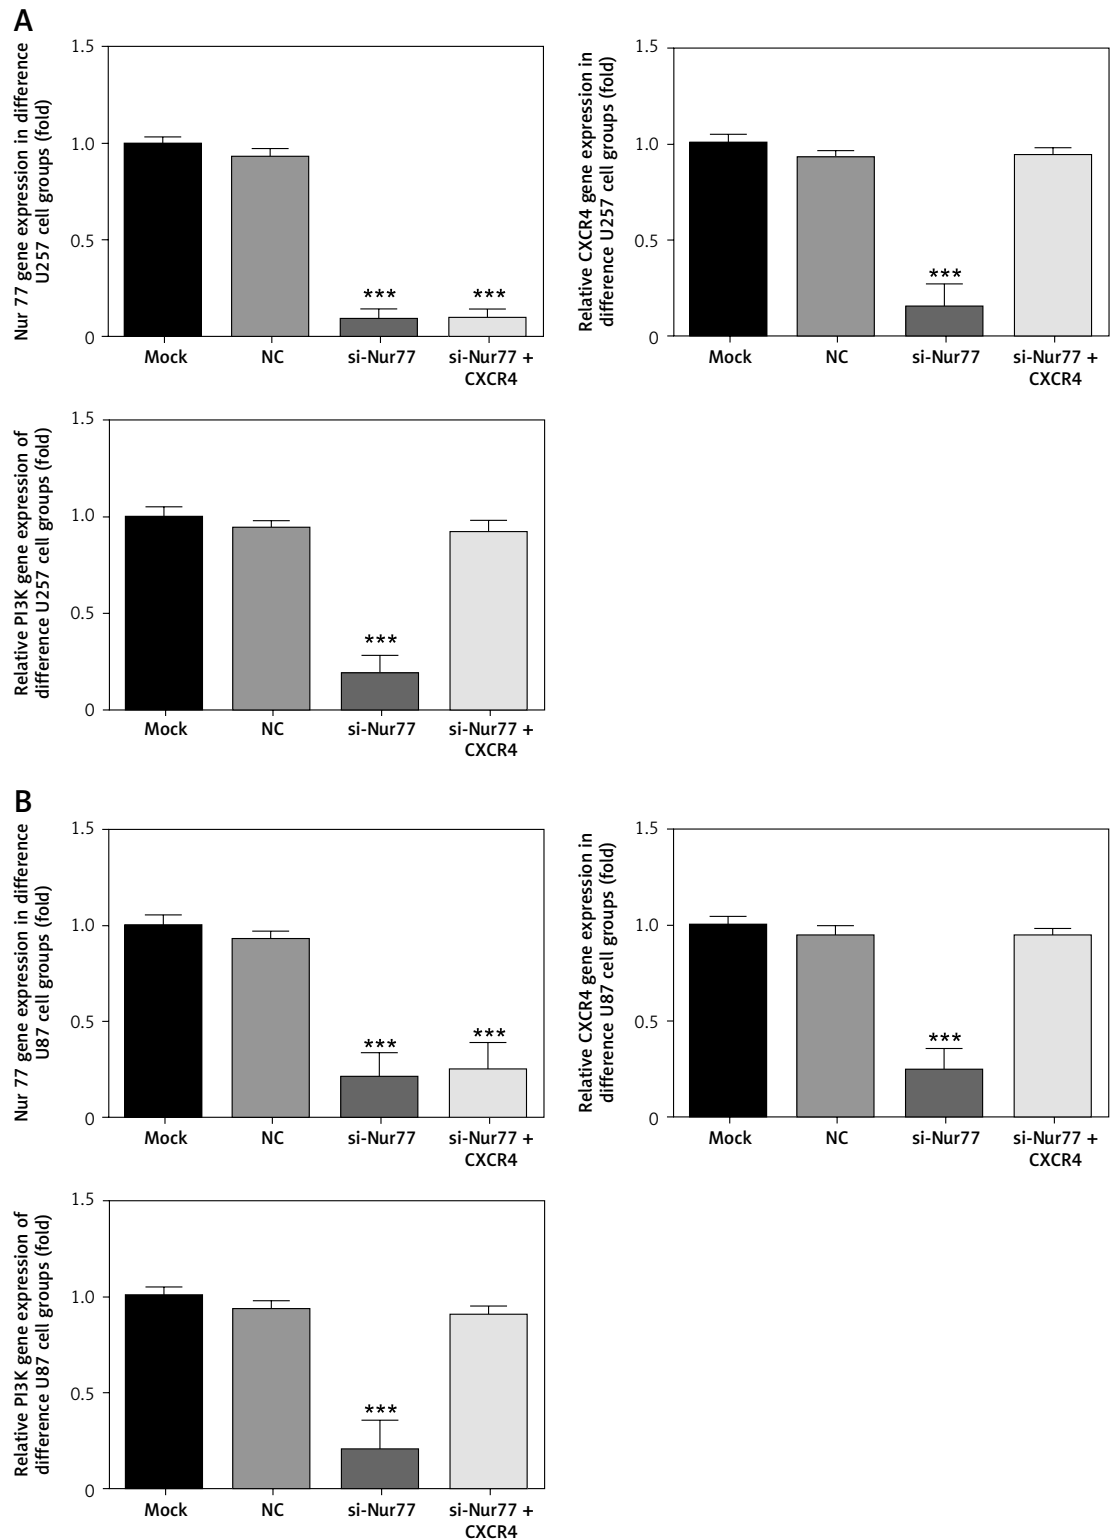 A
Nur 77 gene expression in difference
U257 cell groups (fold)
1.5
1.0
0.5
0
***
***
Mock
NC
si-Nur77
si-Nur77 +
CXCR4
Relative CXCR4 gene expression in
difference U257 cell groups (fold)
1.5
1.0
0.5
0
***
Mock
NC
si-Nur77
si-Nur77 +
CXCR4
Relative PI3K gene expression of
difference U257 cell groups (fold)
1.5
1.0
0.5
0
***
Mock
NC
si-Nur77
si-Nur77 +
CXCR4
B
Nur 77 gene expression in difference
U87 cell groups (fold)
1.5
1.0
0.5
0
***
***
Mock
NC
si-Nur77
si-Nur77 +
CXCR4
Relative CXCR4 gene expression in
difference U87 cell groups (fold)
1.5
1.0
0.5
0
***
Mock
NC
si-Nur77
si-Nur77 +
CXCR4
Relative PI3K gene expression of
difference U87 cell groups (fold)
1.5
1.0
0.5
0
***
Mock
NC
si-Nur77
si-Nur77 +
CXCR4